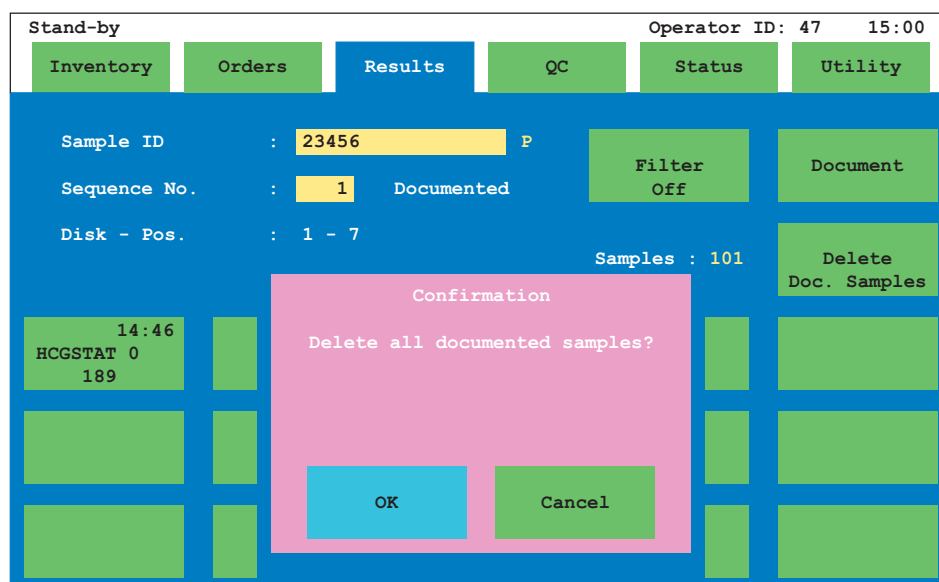 Stand-by Operator ID: 47 15:00
Inventory Orders Results QC Status Utility
Sample ID : 23456 P
Filter Off
Document
Sequence No. : 1 Documented
Disk - Pos. : 1 - 7
Samples : 101
Delete
Doc. Samples
Confirmation
Delete all documented samples?
14:46
HCGSTAT 0
189
OK Cancel